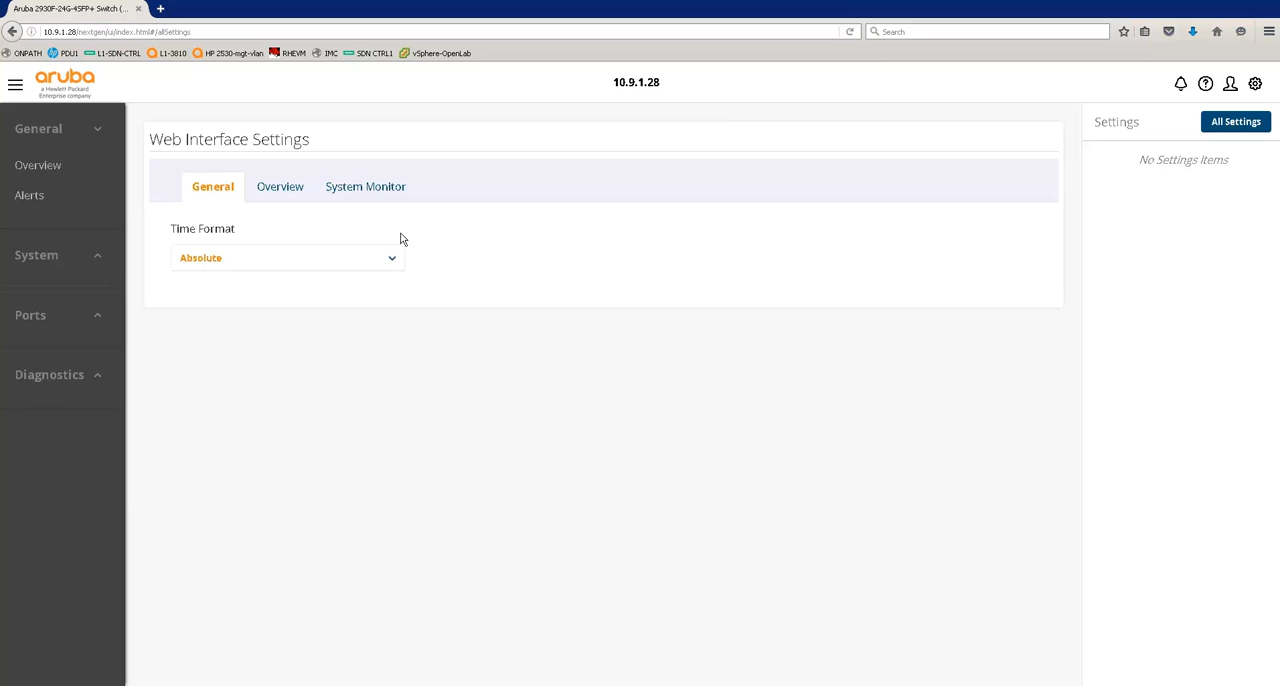 Aruba 2930F-24G-4SFP+ Switch (...
10.9.1.28/nextgen/ui/index.html#/allSettings
Search
ONPATH PDU1 L1-SDN-CTRL L1-3810 HP 2530-mgt-vlan RHEVM IMC SDN CTRL1 vSphere-OpenLab
aruba
a Hewlett Packard
Enterprise company
10.9.1.28
General
Overview
Alerts
System
Ports
Diagnostics
Web Interface Settings
General Overview System Monitor
Time Format
Absolute
Settings All Settings
No Settings Items